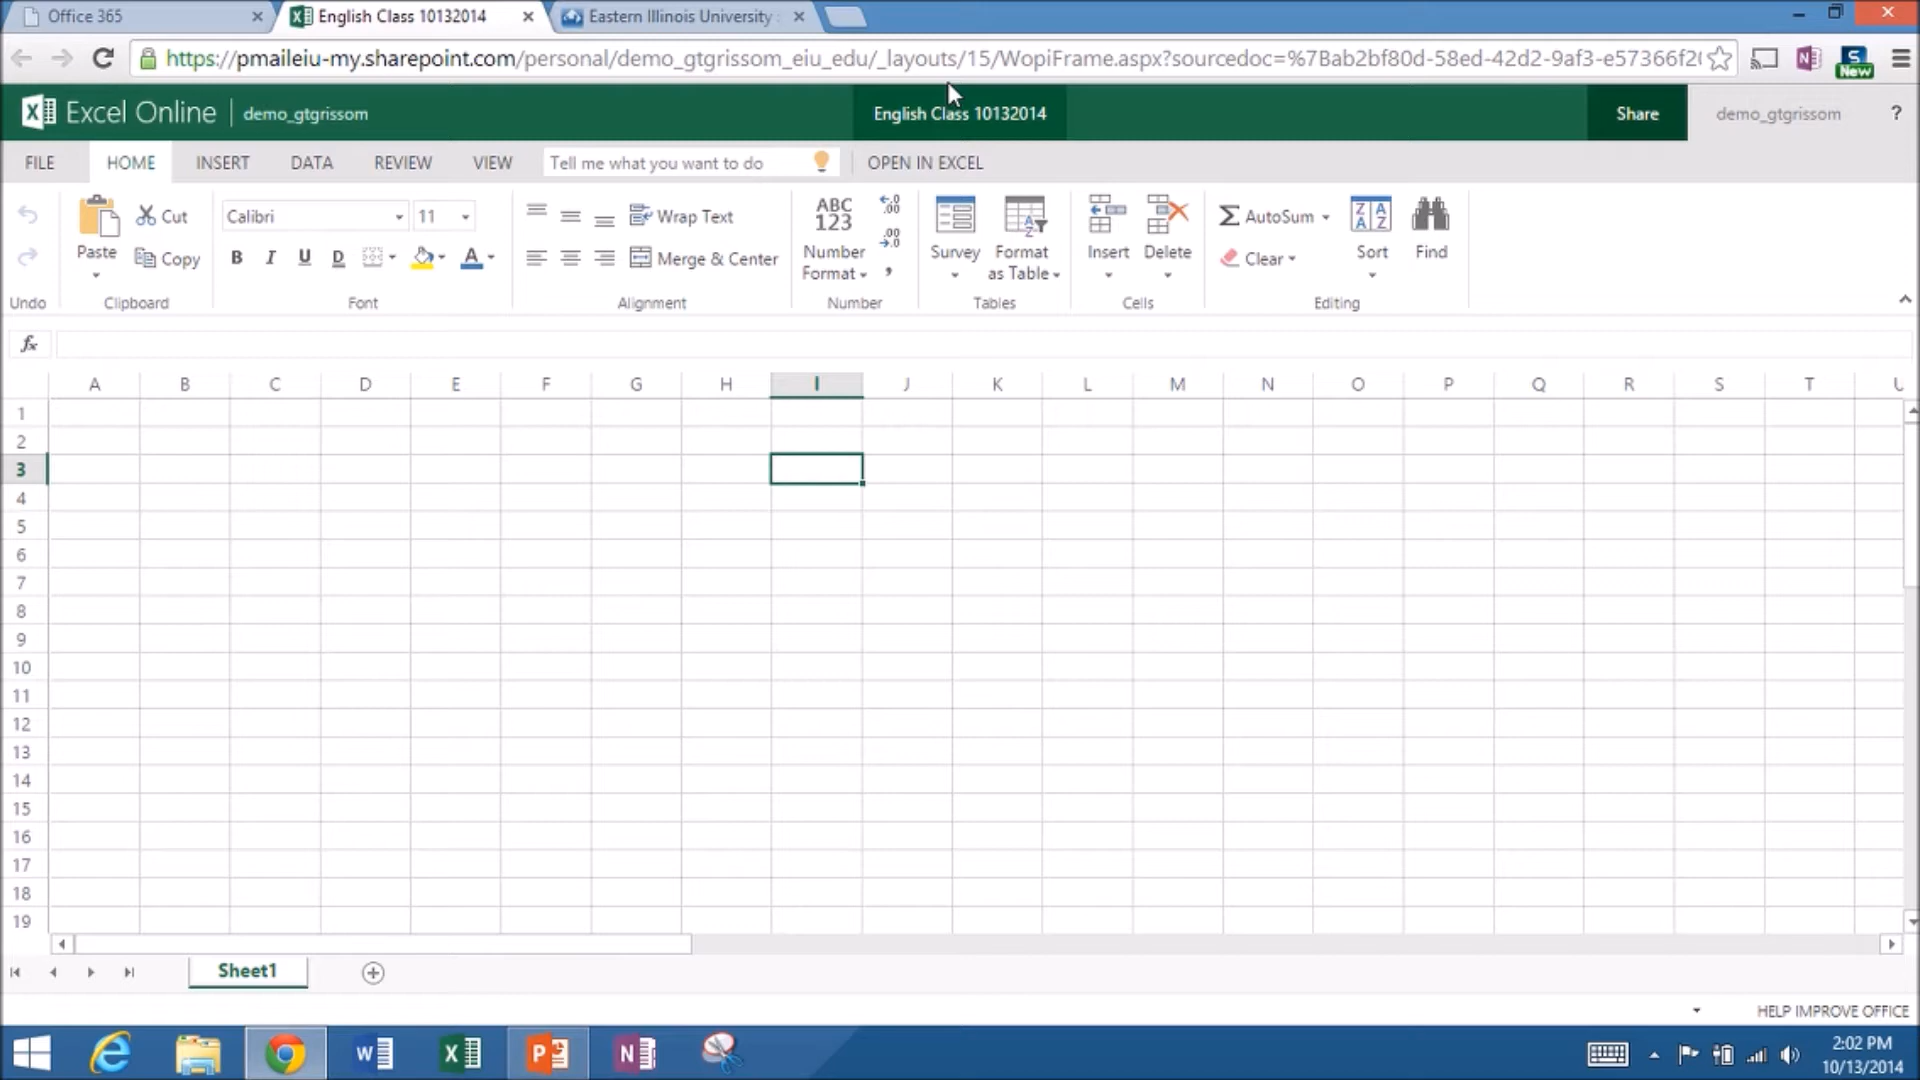 Office 365
English Class 10132014
Eastern Illinois University
https://pmaileiu-my.sharepoint.com/personal/demo_gtgrissom_eiu_edu/_layouts/15/WopiFrame.aspx?sourcedoc=%7Bab2bf80d-58ed-42d2-9af3-e57366f2
S
New
Excel Online
demo_gtgrissom
English Class 10132014
Share
demo_gtgrissom
?
FILE
HOME
INSERT
DATA
REVIEW
VIEW
Tell me what you want to do
OPEN IN EXCEL
Paste
Cut
Copy
Calibri
11
B I U D
A
Wrap Text
Merge & Center
ABC
123
Number
Format
.00
.00
Survey
Format
as Table
Insert
Delete
AutoSum
Clear
Sort
Find
Undo
Clipboard
Font
Alignment
Number
Tables
Cells
Editing
fx
A B C D E F G H I J K L M N O P Q R S T U
1
2
3
4
5
6
7
8
9
10
11
12
13
14
15
16
17
18
19
Sheet1
HELP IMPROVE OFFICE
2:02 PM
10/13/2014